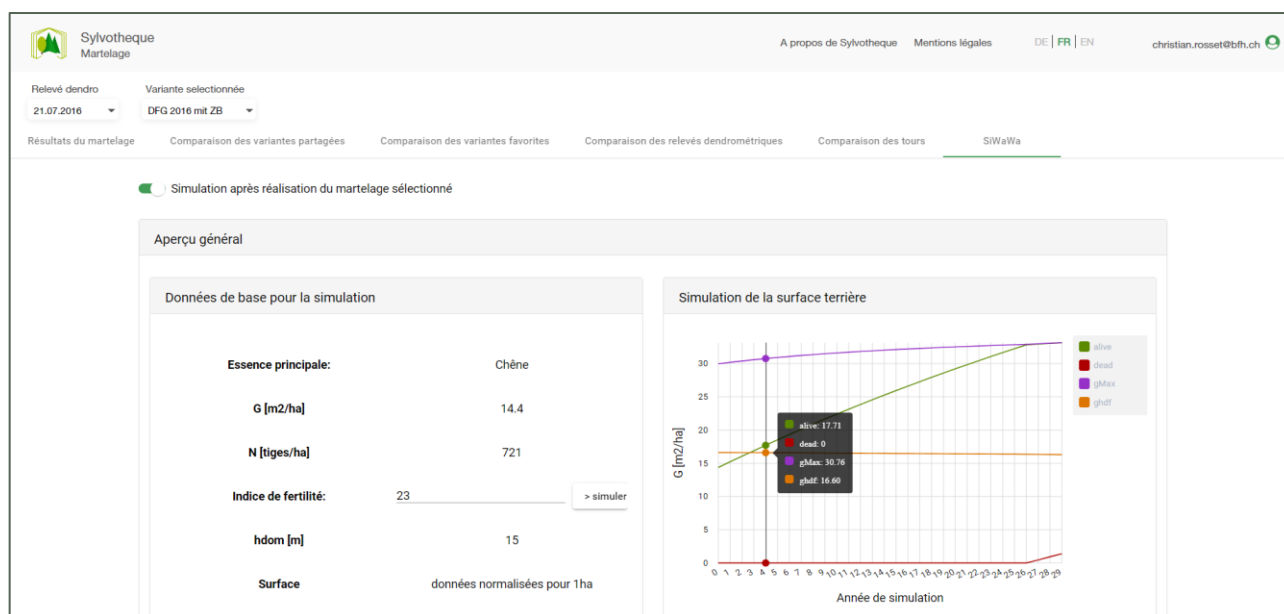 Sylvotheque
Martelage
A propos de Sylvotheque Mentions légales DE | FR | EN christian.rosset@bfh.ch
Relevé dendro Variante selectionnée
21.07.2016 DFG 2016 mit ZB
Résultats du martelage Comparaison des variantes partagées Comparaison des variantes favorites Comparaison des relevés dendrométriques Comparaison des tours SiWaWa
Simulation après réalisation du martelage sélectionné
Aperçu général
Données de base pour la simulation
Essence principale: Chêne
G [m2/ha] 14.4
N [tiges/ha] 721
Indice de fertilité: 23 > simuler
hdom [m] 15
Surface données normalisées pour 1ha
Simulation de la surface terrière
G [m2/ha]
30
25
20
15
10
5
0
alive: 17.71
dead: 0
gMax: 30.76
ghdf: 16.60
alive
dead
gMax
ghdf
0 1 2 3 4 5 6 7 8 9 10 11 12 13 14 15 16 17 18 19 20 21 22 23 24 25 26 27 28 29
Année de simulation